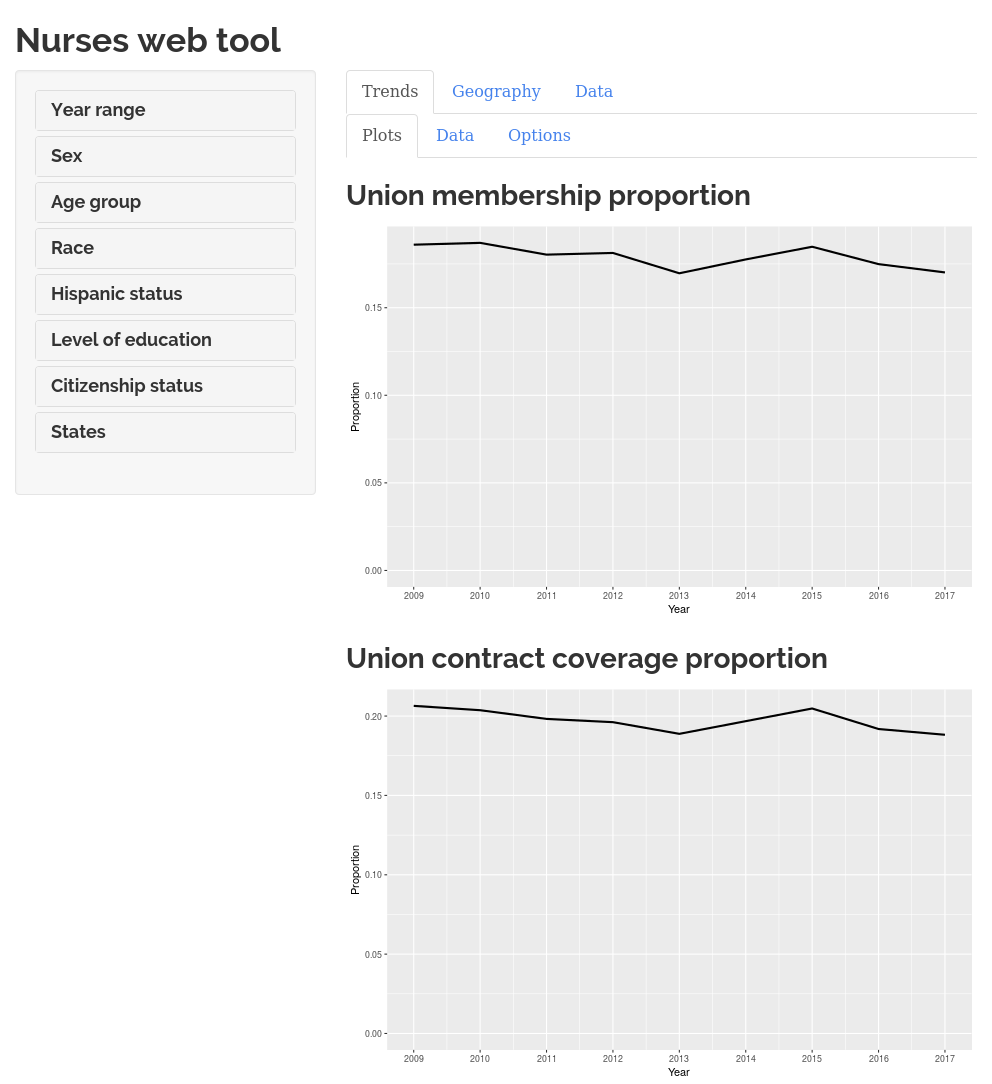 Nurses web tool
Year range
Sex
Age group
Race
Hispanic status
Level of education
Citizenship status
States
Trends Geography Data
Plots Data Options
Union membership proportion
0.15
0.10
0.05
0.00
Proportion
2009 2010 2011 2012 2013 2014 2015 2016 2017
Year
Union contract coverage proportion
0.20
0.15
0.10
0.05
0.00
Proportion
2009 2010 2011 2012 2013 2014 2015 2016 2017
Year